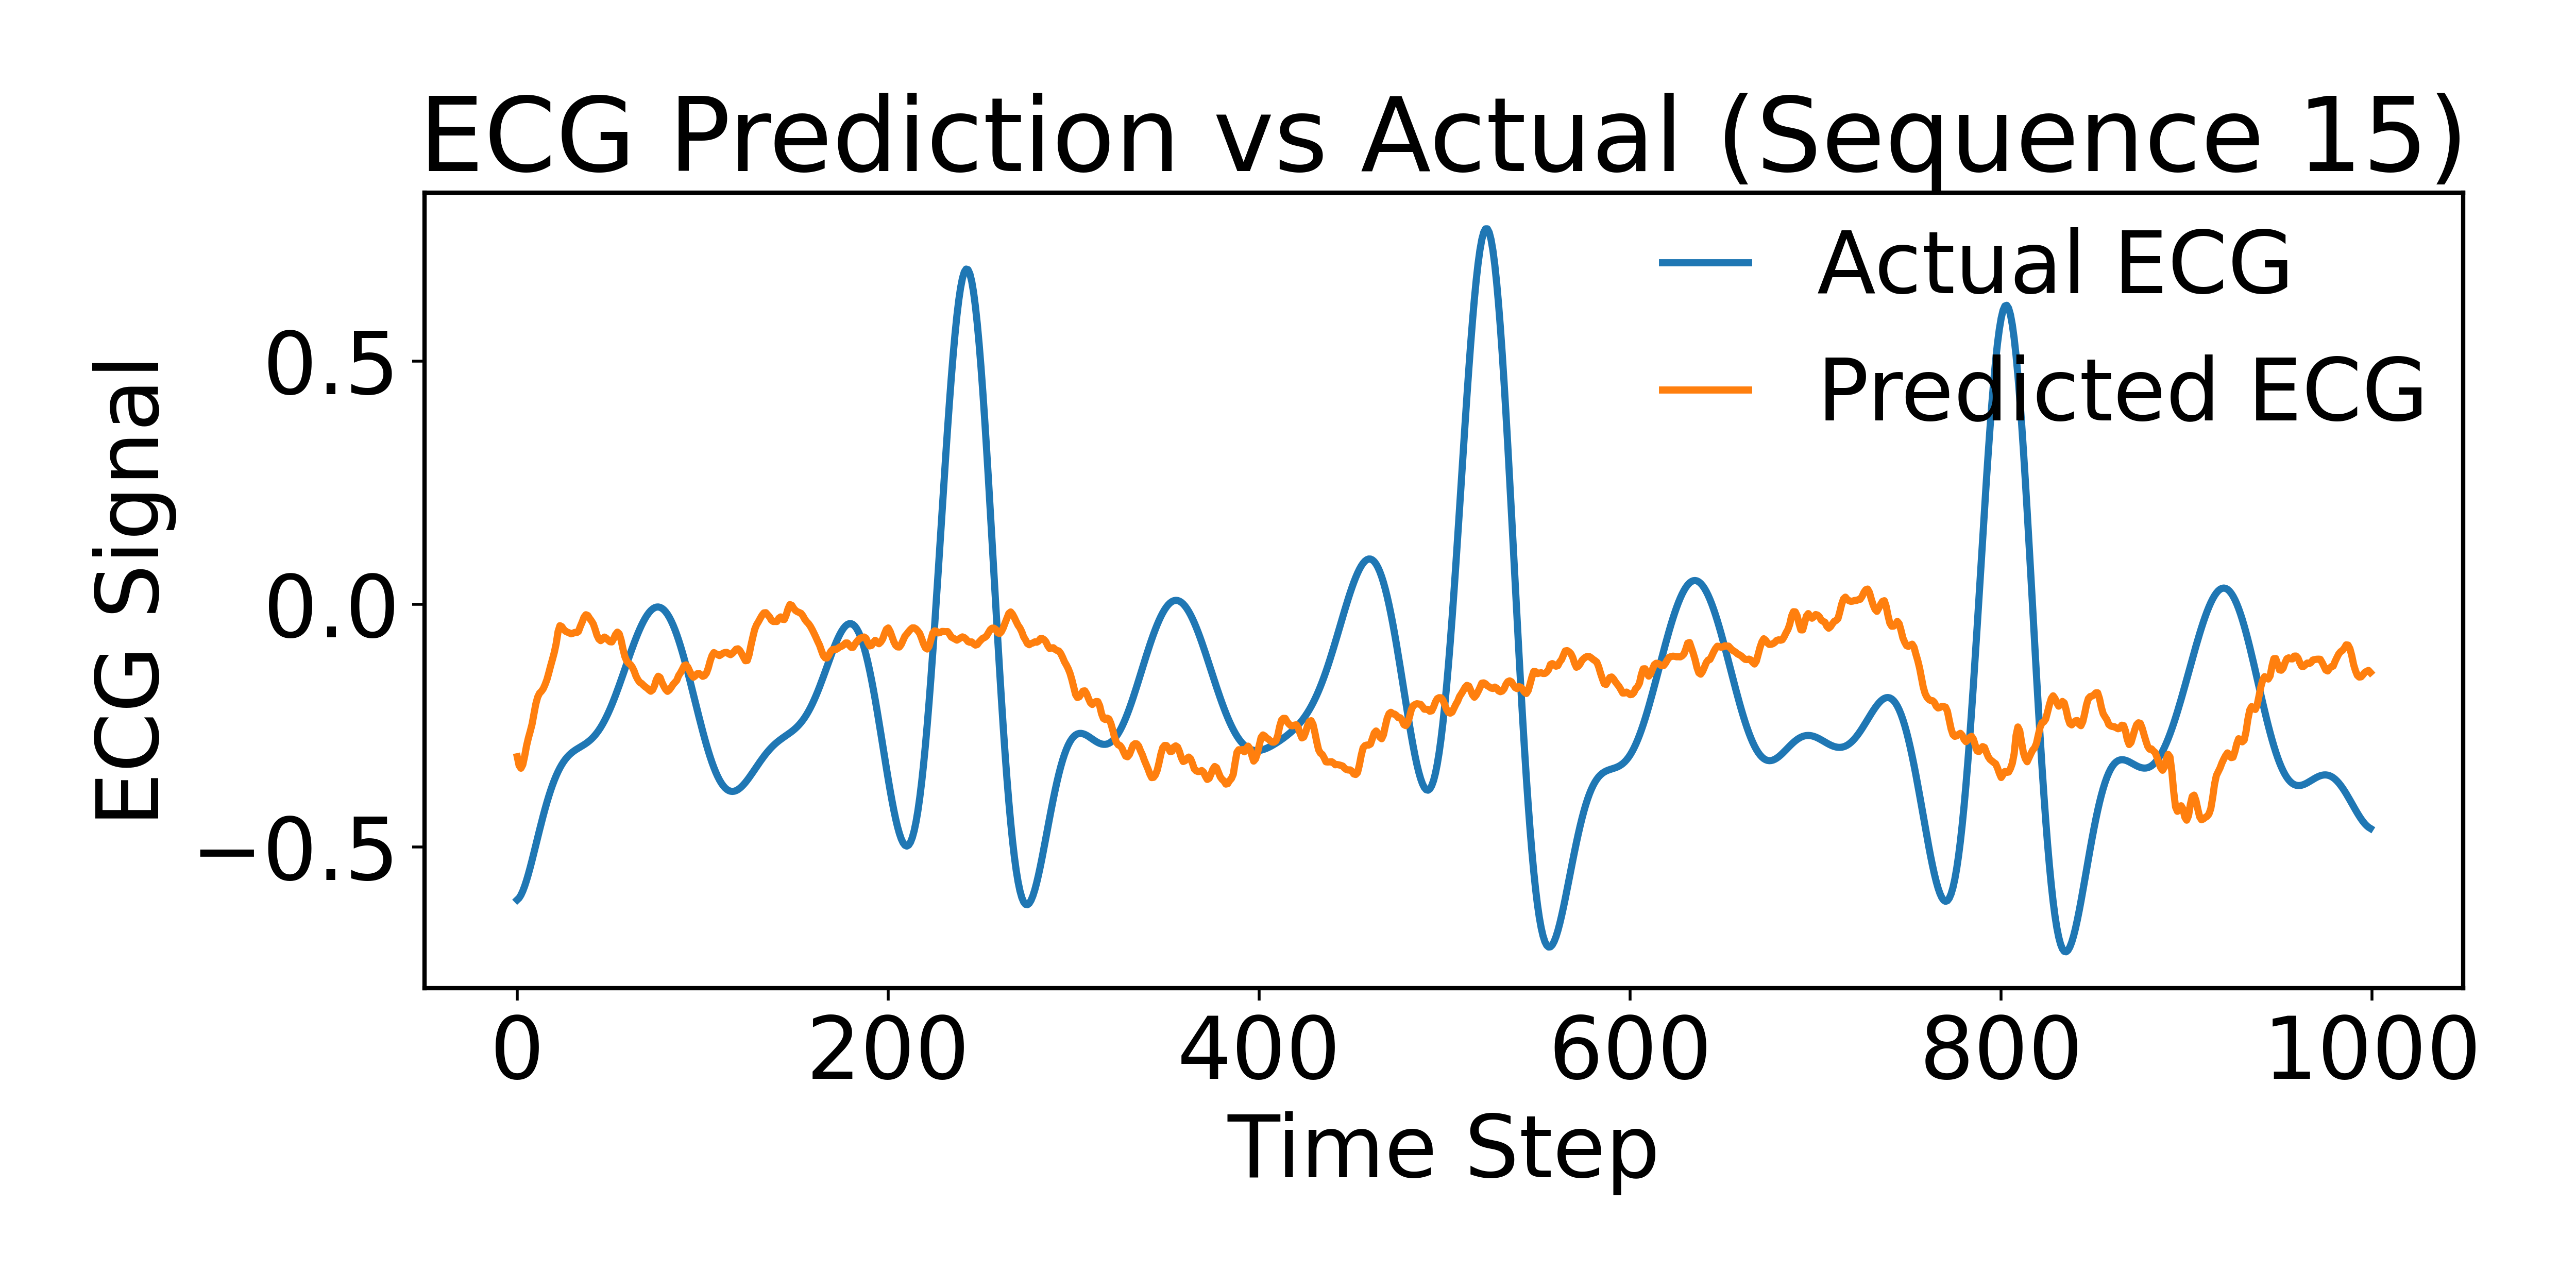 ECG Prediction vs Actual (Sequence 15)
Actual ECG
Predicted ECG
ECG Signal
0.5
0.0
−0.5
0 200 400 600 800 1000
Time Step